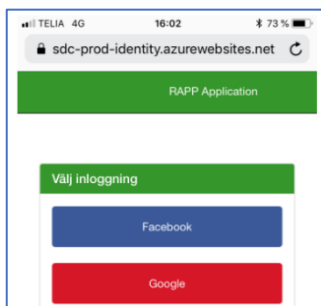 TELIA 4G 16:02 73 %
sdc-prod-identity.azurewebsites.net
RAPP Application
Välj inloggning
Facebook
Google